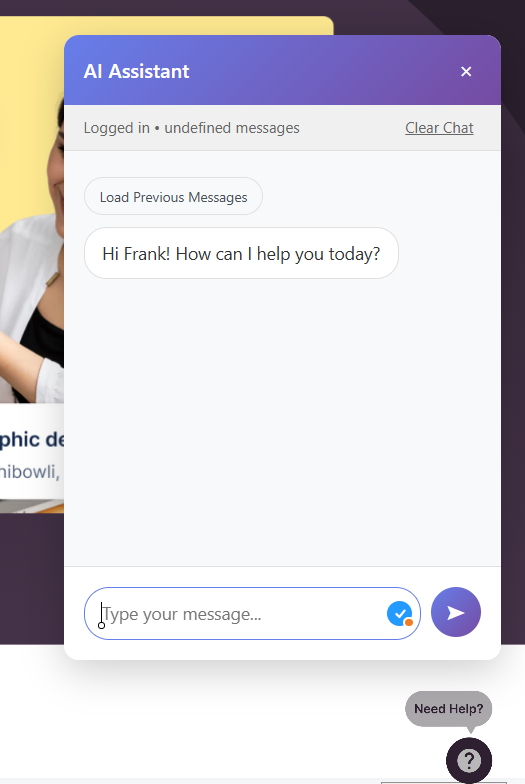 AI Assistant
×
Logged in • undefined messages
Clear Chat
Load Previous Messages
Hi Frank! How can I help you today?
phic de
nibowli,
Type your message...
Need Help?
?